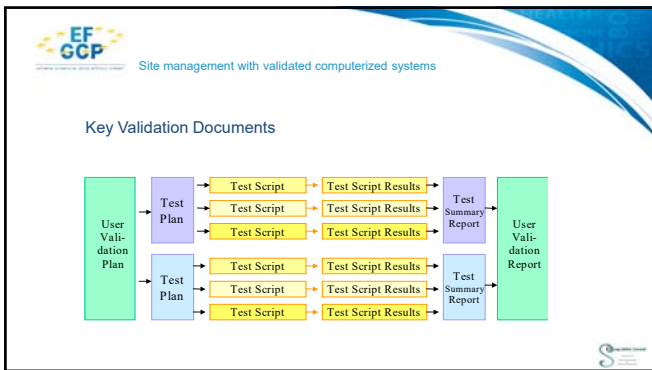 EF
GCP
Site management with validated computerized systems
Key Validation Documents
User
Vali-
dation
Plan
Test
Plan
Test Script
Test Script Results
Test Script
Test Script Results
Test Script
Test Script Results
Test
Summary
Report
Test
Plan
Test Script
Test Script Results
Test Script
Test Script Results
Test Script
Test Script Results
Test
Summary
Report
User
Vali-
dation
Report